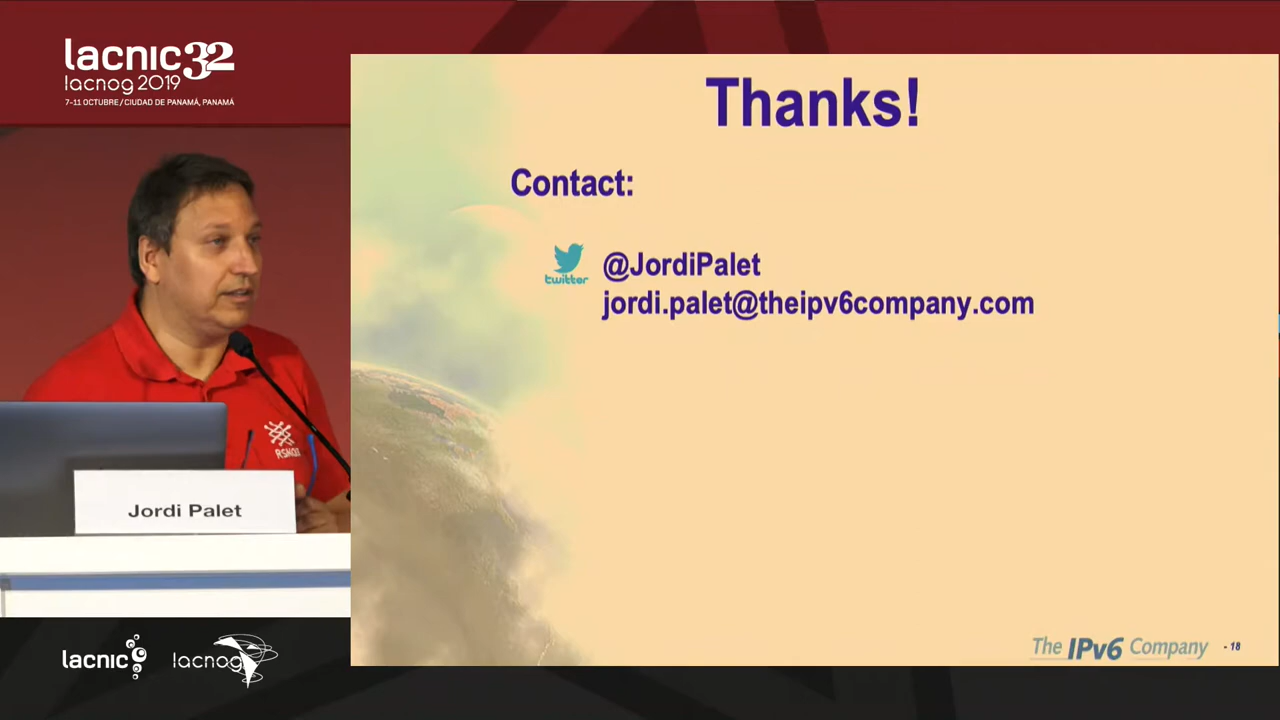 lacnic32
lacnog 2019
7-11 OCTUBRE / CIUDAD DE PANAMÁ, PANAMÁ
Thanks!
Contact:
twitter
@JordiPalet
jordi.palet@theipv6company.com
Jordi Palet
lacnic
lacnog
The IPv6 Company
- 18